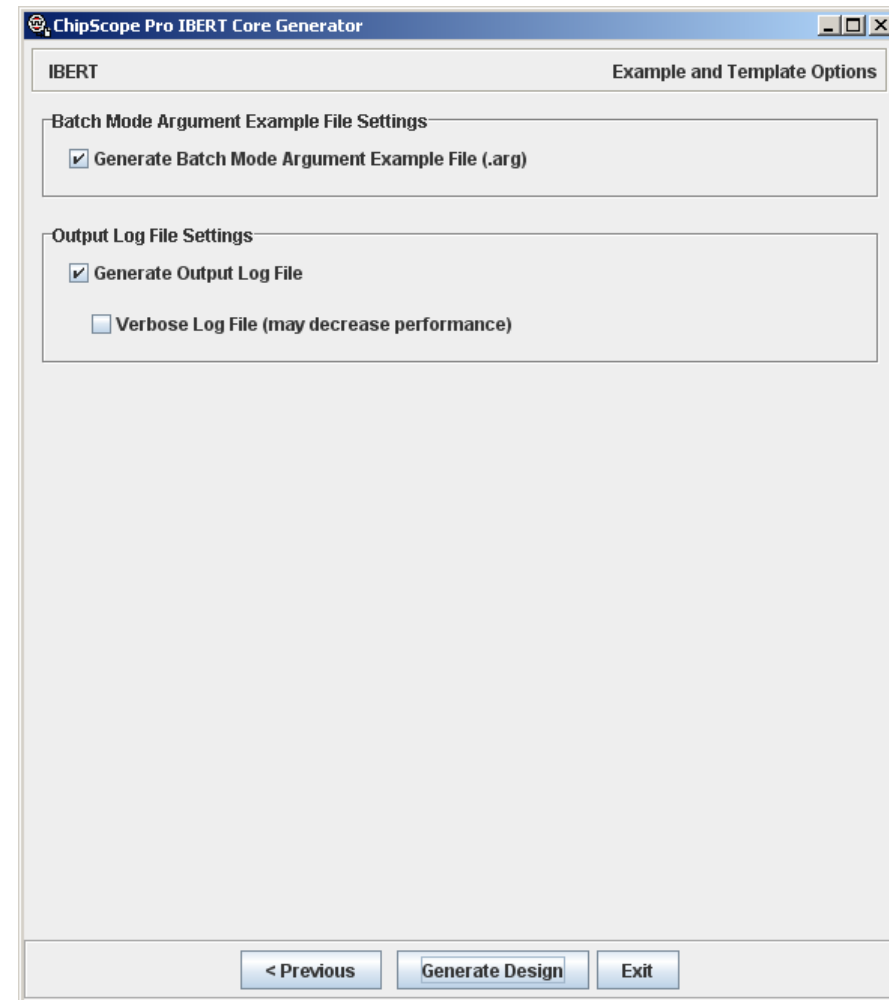 ChipScope Pro IBERT Core Generator
IBERT Example and Template Options
Batch Mode Argument Example File Settings
Generate Batch Mode Argument Example File (.arg)
Output Log File Settings
Generate Output Log File
Verbose Log File (may decrease performance)
< Previous Generate Design Exit